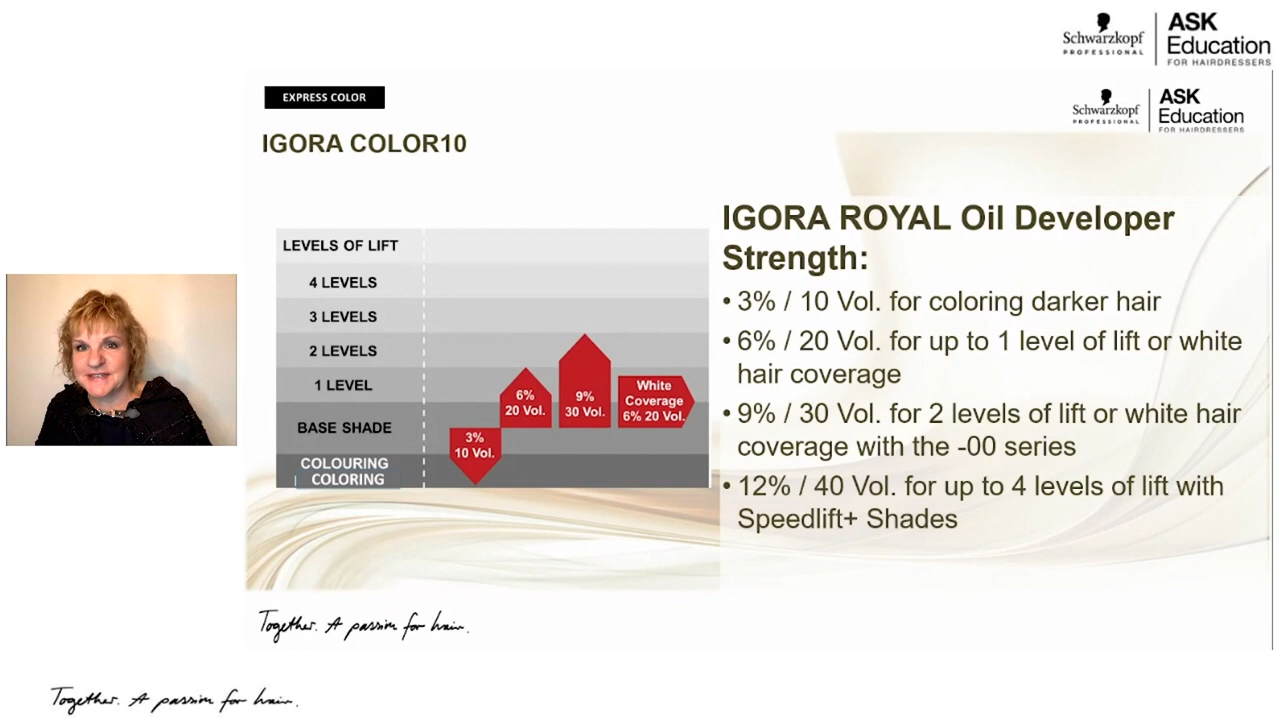 Schwarzkopf
PROFESSIONAL
ASK
Education
FOR HAIRDRESSERS
EXPRESS COLOR
Schwarzkopf
PROFESSIONAL
ASK
Education
FOR HAIRDRESSERS
IGORA COLOR10
LEVELS OF LIFT
4 LEVELS
3 LEVELS
2 LEVELS
1 LEVEL
BASE SHADE
COLOURING
COLORING
3%
10 Vol.
6%
20 Vol.
9%
30 Vol.
White
Coverage
6% 20 Vol.
IGORA ROYAL Oil Developer
Strength:
• 3% / 10 Vol. for coloring darker hair
• 6% / 20 Vol. for up to 1 level of lift or white
hair coverage
• 9% / 30 Vol. for 2 levels of lift or white hair
coverage with the -00 series
• 12% / 40 Vol. for up to 4 levels of lift with
Speedlift+ Shades
Together. A passion for hair.
Together. A passion for hair.